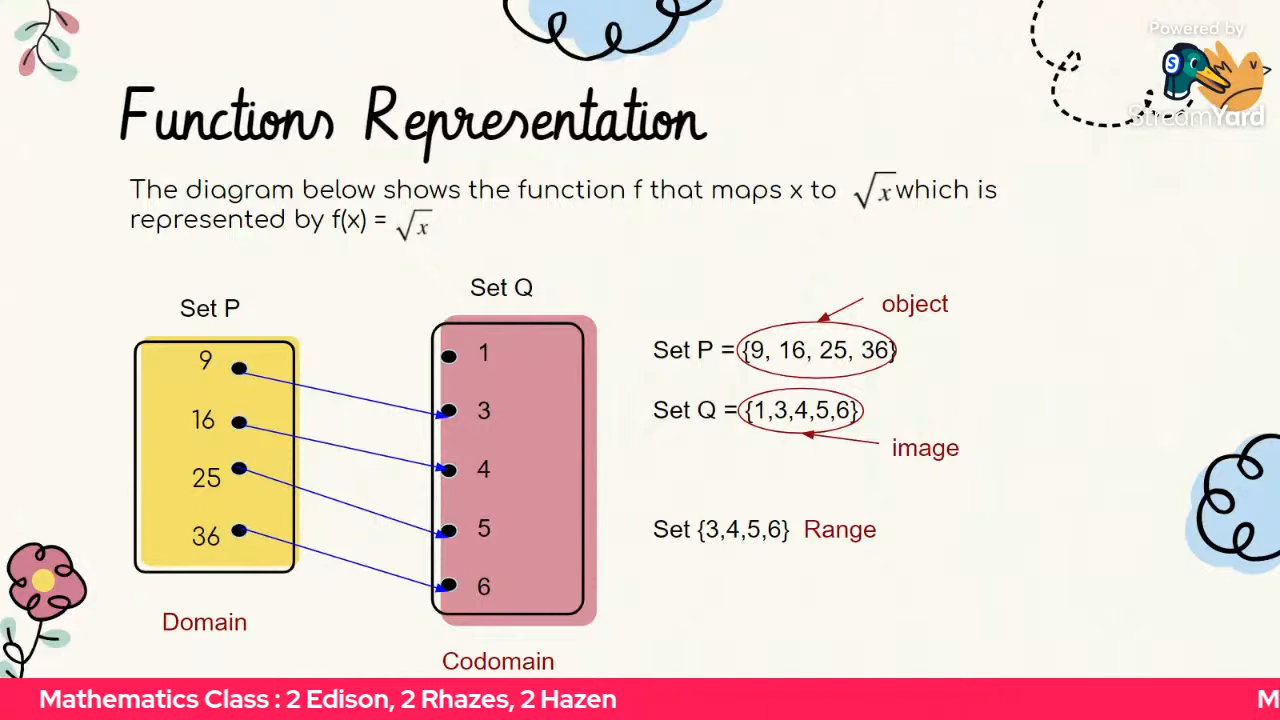 Powered by
StreamYard
Functions Representation
The diagram below shows the function f that maps x to √x which is
represented by f(x) = √x
Set P
9
16
25
36
Domain
Set Q
1
3
4
5
6
Codomain
object
Set P = {9, 16, 25, 36}
Set Q = {1,3,4,5,6}
image
Set {3,4,5,6} Range
Mathematics Class : 2 Edison, 2 Rhazes, 2 Hazen
M